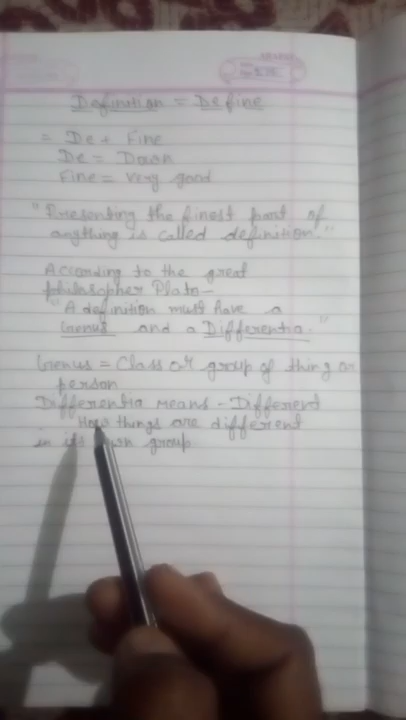 Definition = Define
= De + Fine
De = Down
Fine = very good
"Presenting the finest part of
anything is called definition."
According to the great
philosopher Plato-
"A definition must have a
Genus and a Differentia."
Genus = Class or group of thing or
person
Differentia means - Different
How things are different
in its own group